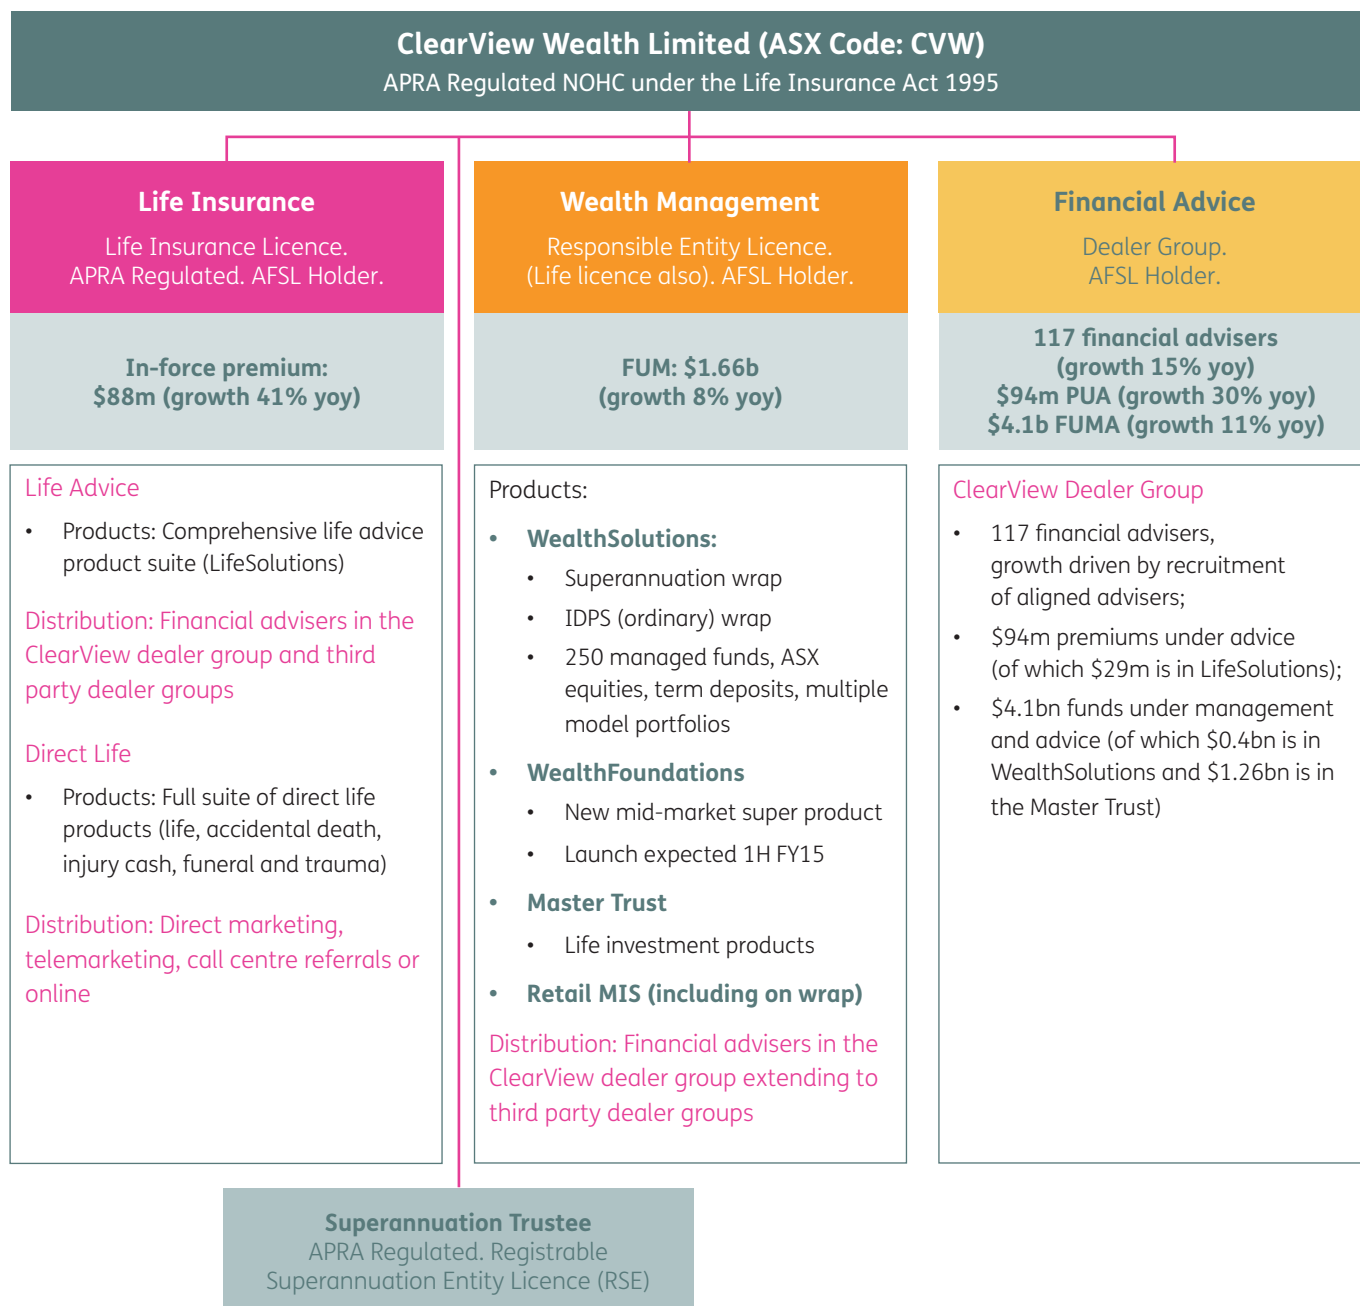 ClearView Wealth Limited (ASX Code: CVW)
APRA Regulated NOHC under the Life Insurance Act 1995
Life Insurance
Life Insurance Licence.
APRA Regulated. AFSL Holder.
In-force premium:
$88m (growth 41% yoy)
Life Advice
• Products: Comprehensive life advice
product suite (LifeSolutions)
Distribution: Financial advisers in the
ClearView dealer group and third
party dealer groups
Direct Life
• Products: Full suite of direct life
products (life, accidental death,
injury cash, funeral and trauma)
Distribution: Direct marketing,
telemarketing, call centre referrals or
online
Wealth Management
Responsible Entity Licence.
(Life licence also). AFSL Holder.
FUM: $1.66b
(growth 8% yoy)
Products:
• WealthSolutions:
• Superannuation wrap
• IDPS (ordinary) wrap
• 250 managed funds, ASX
equities, term deposits, multiple
model portfolios
• WealthFoundations
• New mid-market super product
• Launch expected 1H FY15
• Master Trust
• Life investment products
• Retail MIS (including on wrap)
Distribution: Financial advisers in the
ClearView dealer group extending to
third party dealer groups
Financial Advice
Dealer Group.
AFSL Holder.
117 financial advisers
(growth 15% yoy)
$94m PUA (growth 30% yoy)
$4.1b FUMA (growth 11% yoy)
ClearView Dealer Group
• 117 financial advisers,
growth driven by recruitment
of aligned advisers;
• $94m premiums under advice
(of which $29m is in LifeSolutions);
• $4.1bn funds under management
and advice (of which $0.4bn is in
WealthSolutions and $1.26bn is in
the Master Trust)
Superannuation Trustee
APRA Regulated. Registrable
Superannuation Entity Licence (RSE)